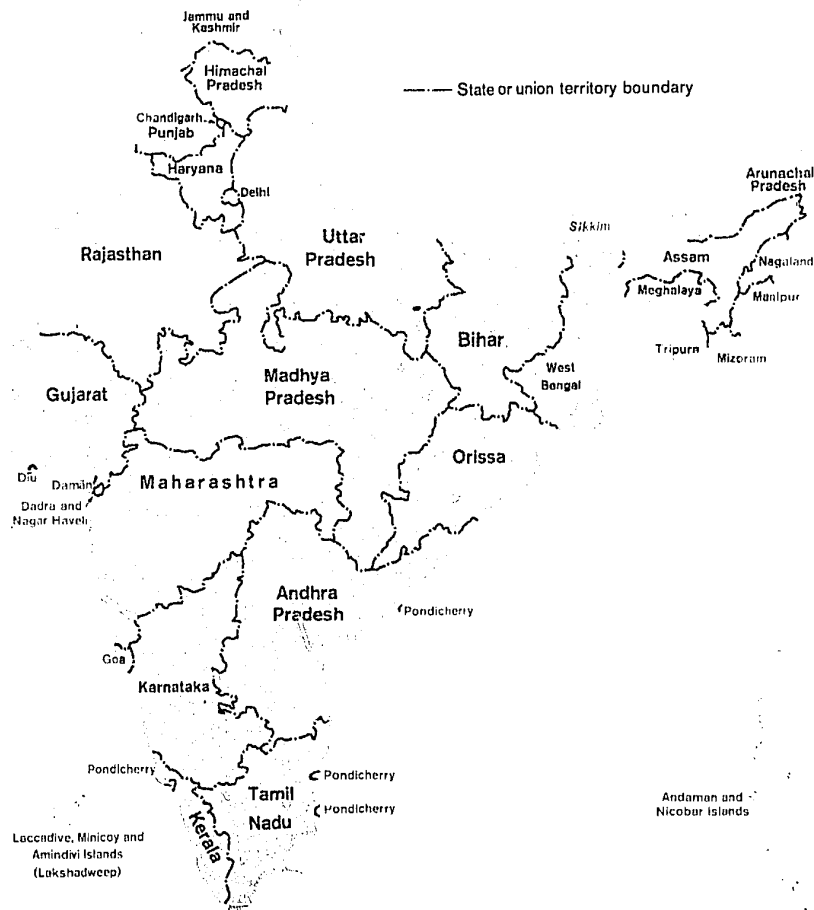 Jammu and
Kashmir
Himachal
Pradesh
State or union territory boundary
Chandigarh
Punjab
Haryana
Delhi
Arunachal
Pradesh
Sikkim
Uttar
Pradesh
Rajasthan
Assam
Nagaland
Meghalaya
Manipur
Bihar
Tripura
Mizoram
West
Bengal
Madhya
Pradesh
Gujarat
Orissa
Diu
Daman
Maharashtra
Dadra and
Nagar Haveli
Andhra
Pradesh
Pondicherry
Goa
Karnataka
Pondicherry
Pondicherry
Tamil
Nadu
Pondicherry
Andaman and
Nicobar Islands
Kerala
Laccadive, Minicoy and
Amindivi Islands
(Lakshadweep)